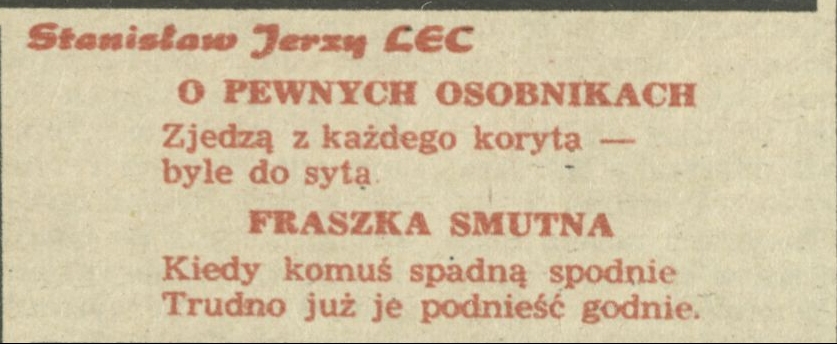 Stanisław Jerzy LEC
O PEWNYCH OSOBNIKACH
Zjedzą z każdego koryta —
byle do syta.
FRASZKA SMUTNA
Kiedy komuś spadną spodnie
Trudno już je podnieść godnie.